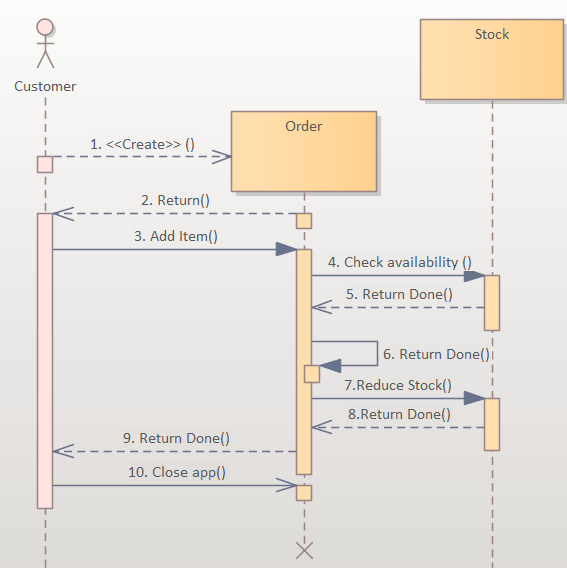 Stock
Customer
Order
1. <<Create>> ()
2. Return()
3. Add Item()
4. Check availability ()
5. Return Done()
6. Return Done()
7.Reduce Stock()
8.Return Done()
9. Return Done()
10. Close app()